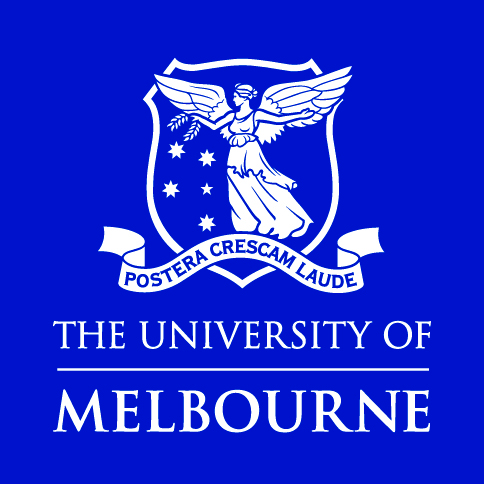 POSTERA CRESCAM LAUDE
THE UNIVERSITY OF
MELBOURNE